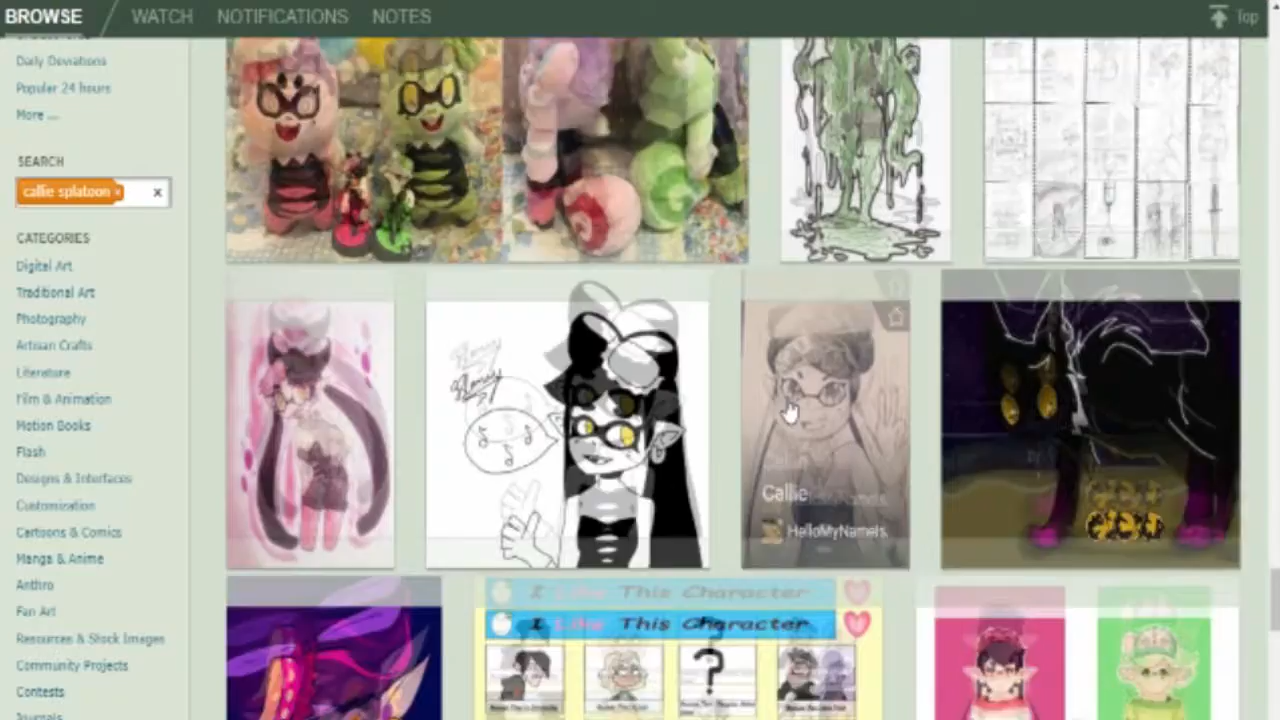 BROWSE WATCH NOTIFICATIONS NOTES Top
Daily Deviations
Popular 24 hours
More ...
SEARCH
callie splatoon × x
CATEGORIES
Digital Art
Traditional Art
Photography
Artisan Crafts
Literature
Film & Animation
Motion Books
Flash
Designs & Interfaces
Customization
Cartoons & Comics
Manga & Anime
Anthro
Fan Art
Resources & Stock Images
Community Projects
Contests
Journals
Callie
HelloMyNameIs.
I Like This Character
I Like This Character
?